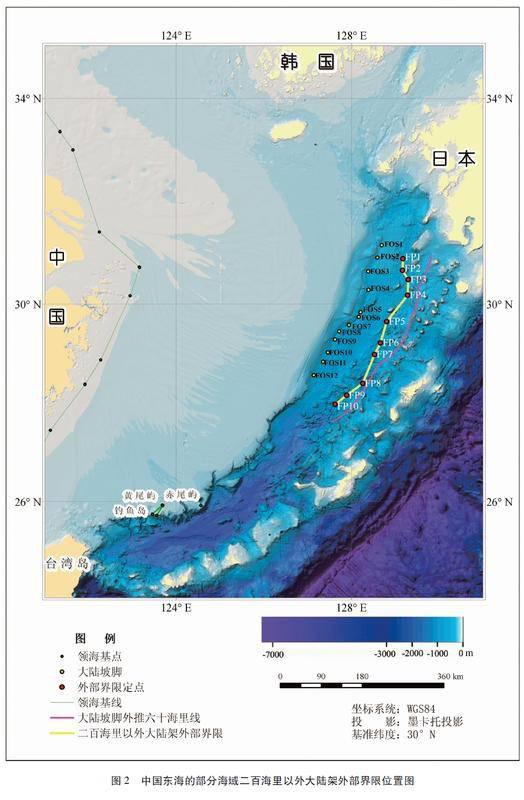 124° E
128° E
韩 国
34° N
34° N
日 本
中
国
FOS1
FOS2
FP1
FP2
FOS3
FP3
FOS4
FP4
30° N
30° N
FOS5
FOS6
FP5
FOS7
FOS8
FOS9
FP6
FOS10
FP7
FOS11
FOS12
FP8
FP9
FP10
黄尾屿
赤尾屿
26° N
26° N
钓鱼岛
台湾岛
124° E
128° E
图 例
领海基点
大陆坡脚
外部界限定点
领海基线
大陆坡脚外推六十海里线
二百海里以外大陆架外部界限
-7000
-3000
-2000
-1000
0 m
0
90
180
360 km
坐标系统：WGS84
投 影：墨卡托投影
基准纬度：30° N
图 2 中国东海的部分海域二百海里以外大陆架外部界限位置图